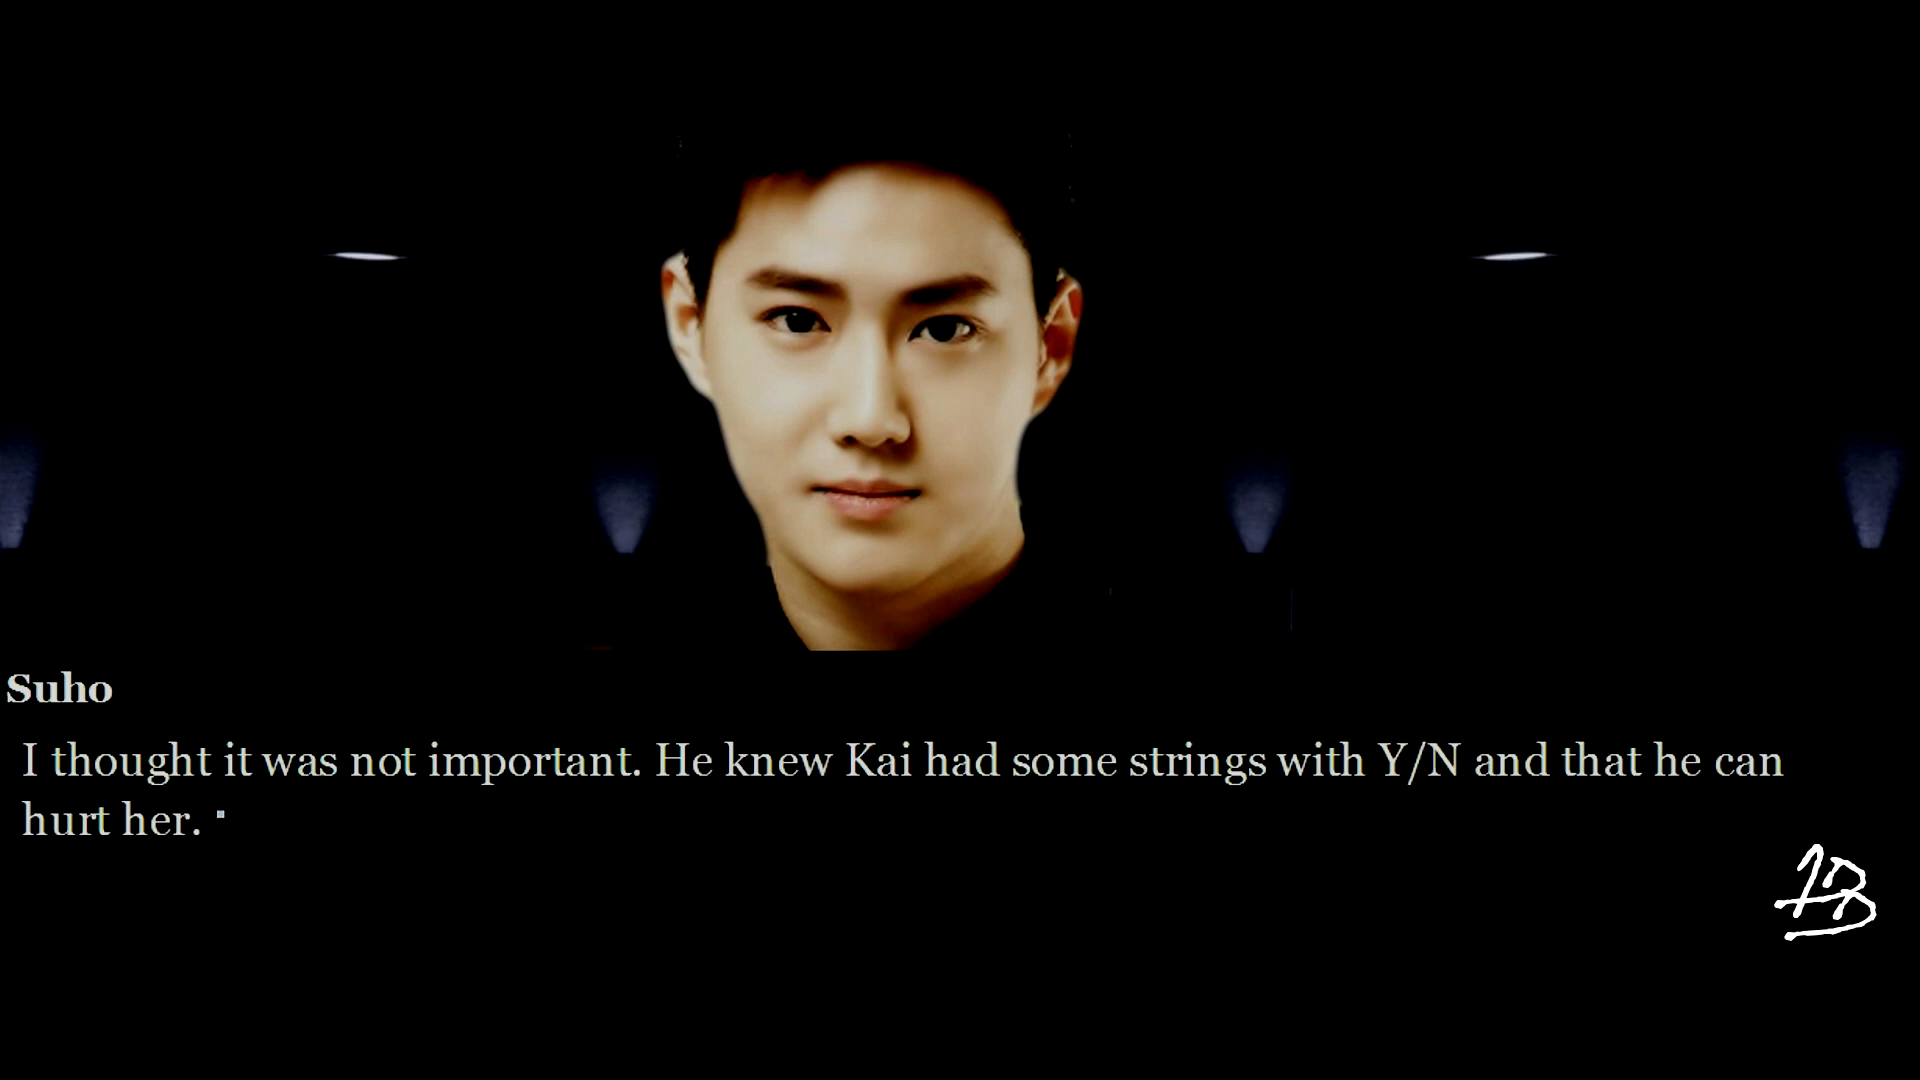 Suho
I thought it was not important. He knew Kai had some strings with Y/N and that he can
hurt her.